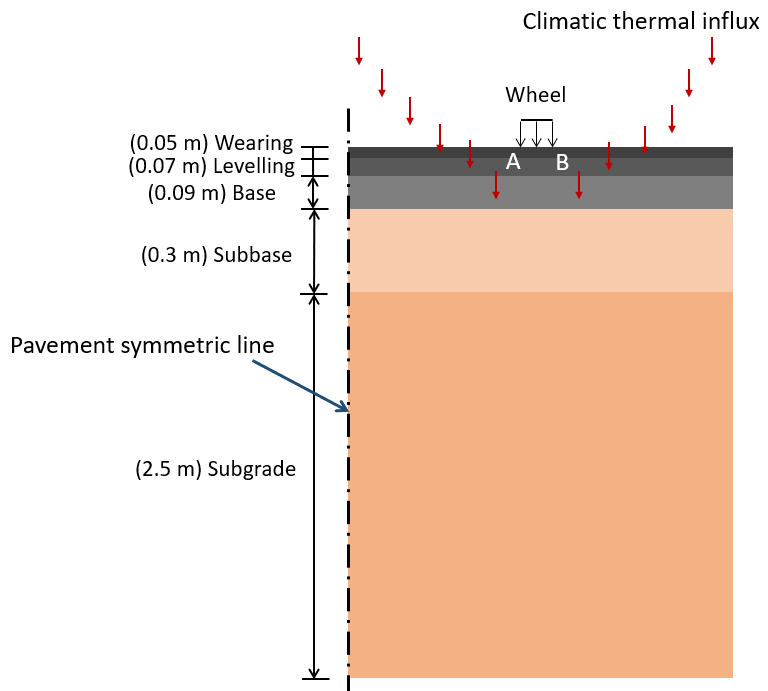 Climatic thermal influx
Wheel
(0.05 m) Wearing
(0.07 m) Levelling
A B
(0.09 m) Base
(0.3 m) Subbase
Pavement symmetric line
(2.5 m) Subgrade